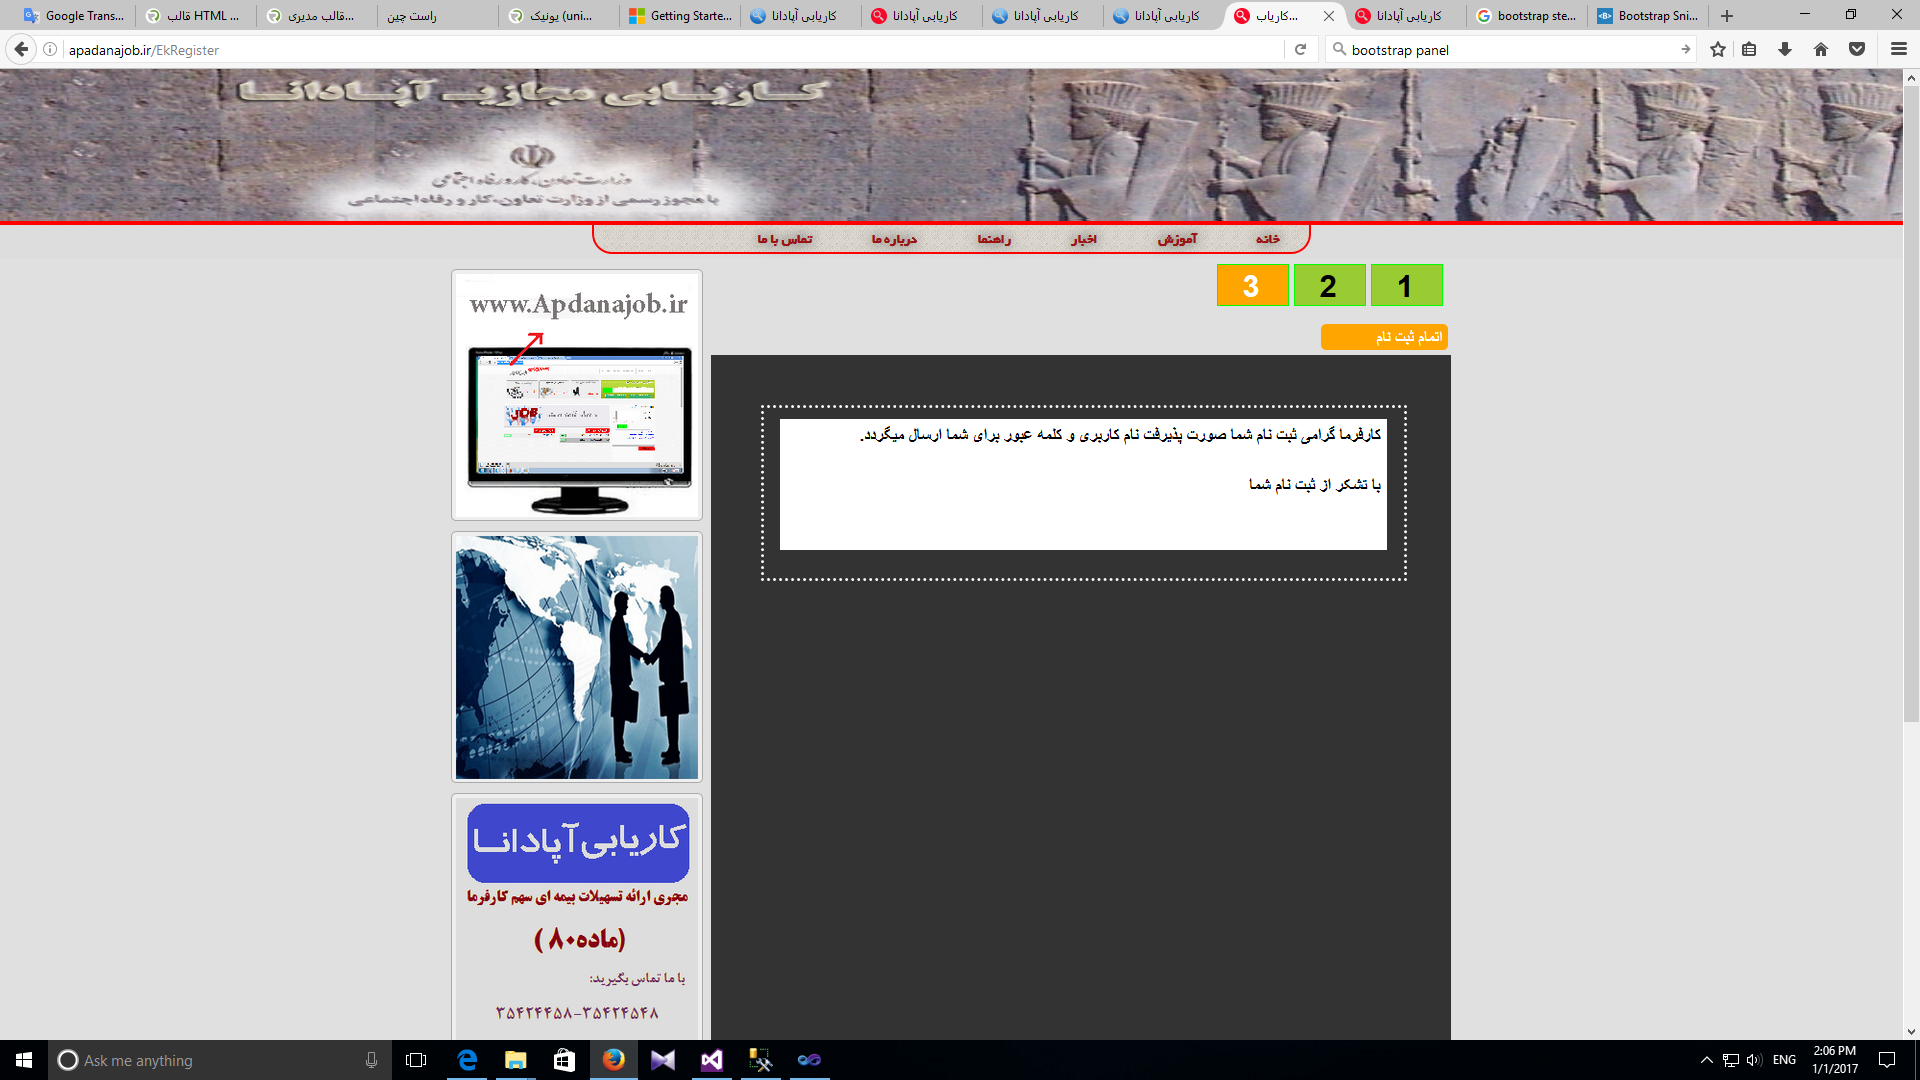 Google Trans...
قالب HTML ...
قالب مدیری...
راست چین
یونیک (uni...
Getting Starte...
کاریابی آپادانا
کاریابی آپادانا
کاریابی آپادانا
کاریابی آپادانا
کاریاب...
کاریابی آپادانا
bootstrap ste...
Bootstrap Sni...
apadanajob.ir/EkRegister
bootstrap panel
کاریابی مجازی آپادانا
وزارت تعاون، کار و رفاه اجتماعی
با مجوز رسمی از وزارت تعاون، کار و رفاه اجتماعی
خانه
آموزش
اخبار
راهنما
درباره ما
تماس با ما
1
2
3
اتمام ثبت نام
کارفرما گرامی ثبت نام شما صورت پذیرفت نام کاربری و کلمه عبور برای شما ارسال میگردد.
با تشکر از ثبت نام شما
www.Apdanajob.ir
JOB
کاریابی آپادانا
مجری ارائه تسهیلات بیمه ای سهم کارفرما
(ماده۸۰ )
با ما تماس بگیرید:
۳۵۴۲۴۴۵۸-۳۵۴۲۴۵۴۸
Ask me anything
ENG
2:06 PM
1/1/2017